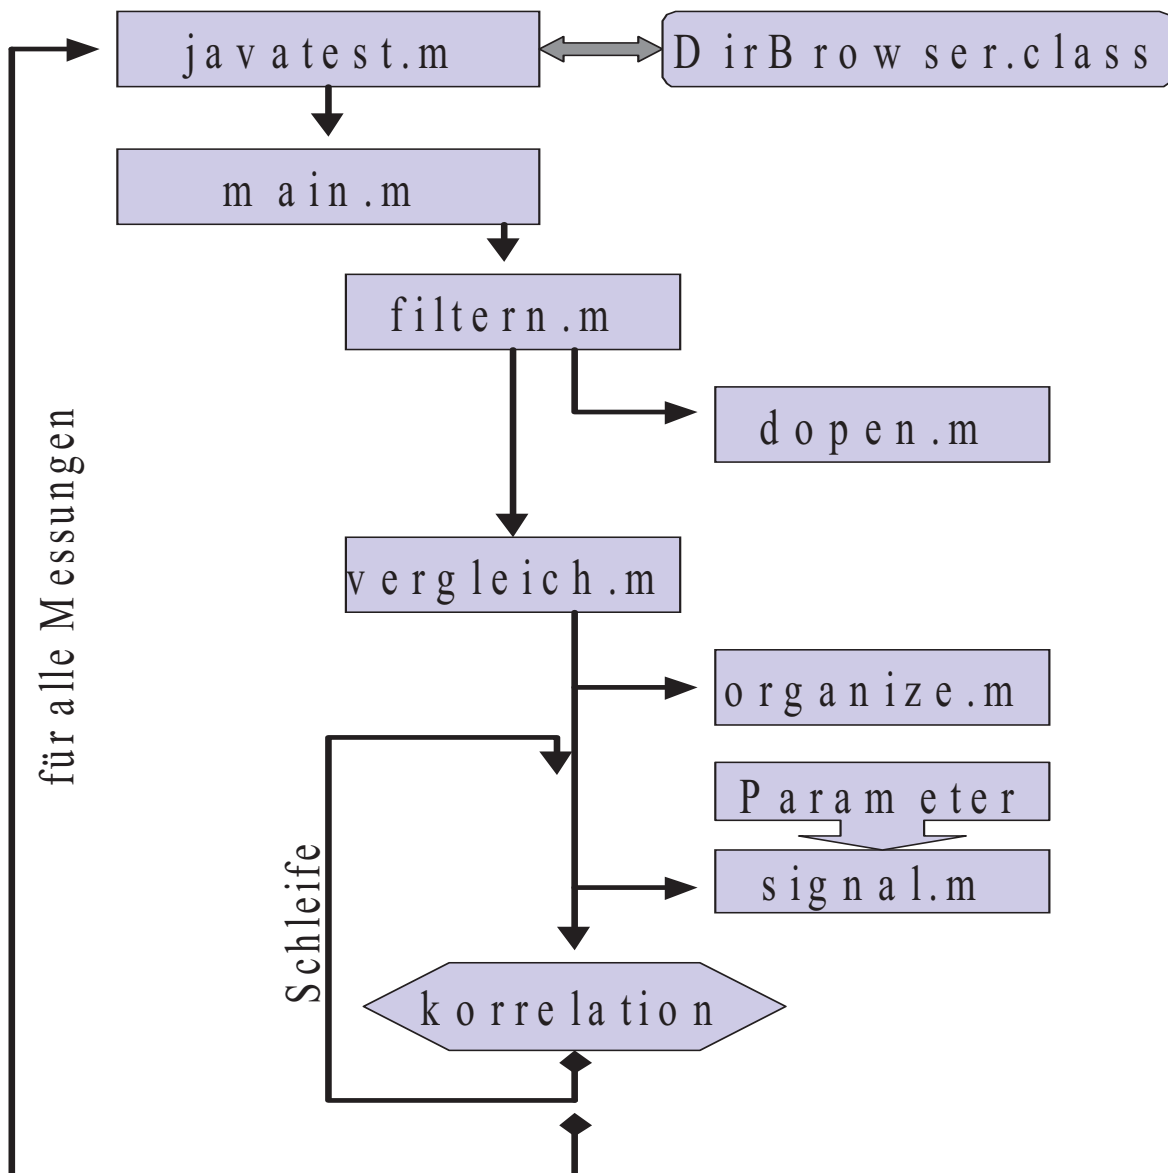 javatest.m
DirBrowser.class
main.m
filtern.m
dopen.m
für alle Messungen
vergleich.m
organize.m
Parameter
signal.m
Schleife
korrelation